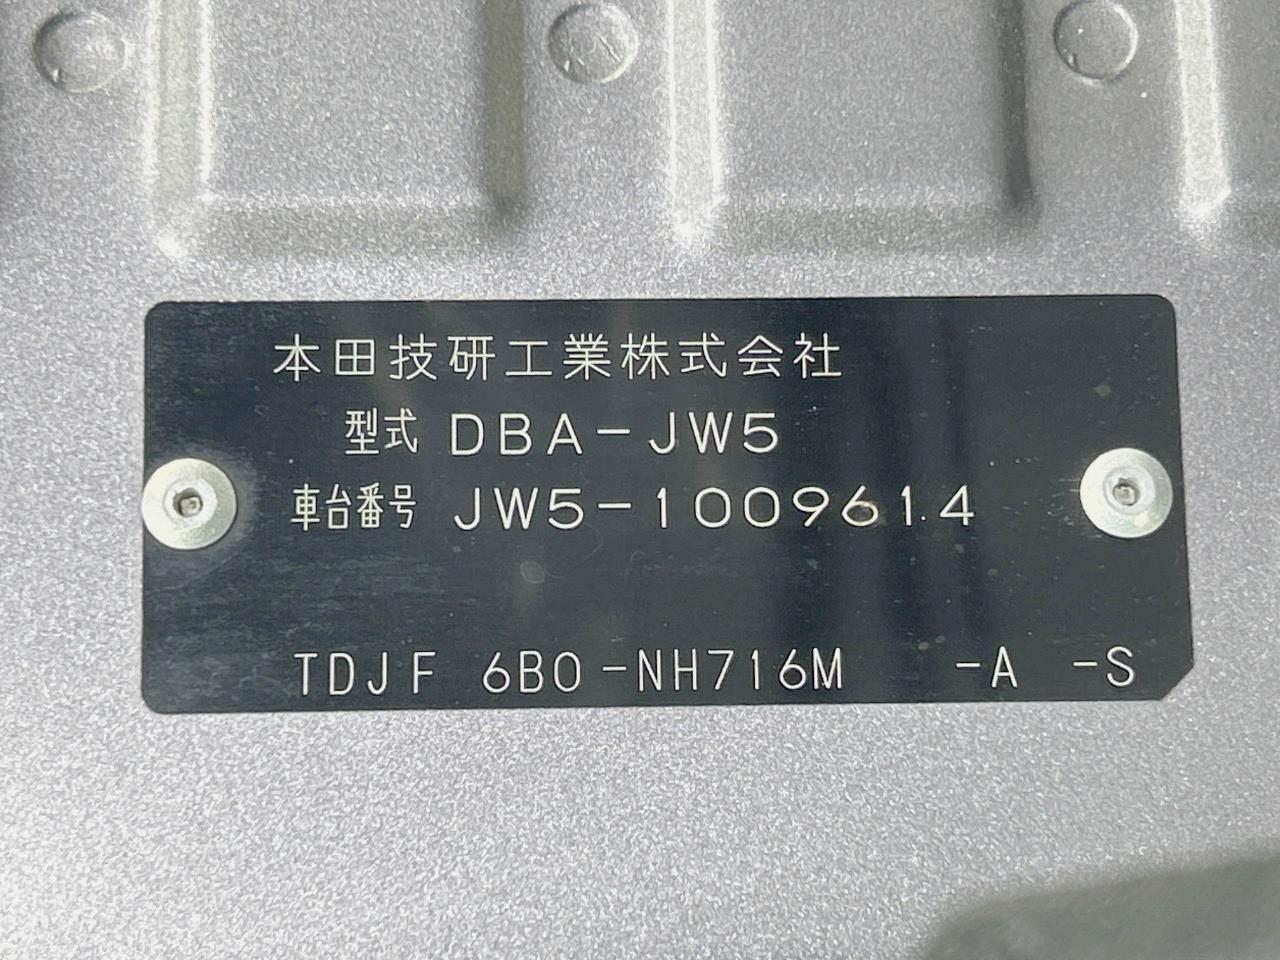 本田技研工業株式会社
型式 DBA-JW5
車台番号 JW5-1009614
TDJF 6B0-NH716M -A -S